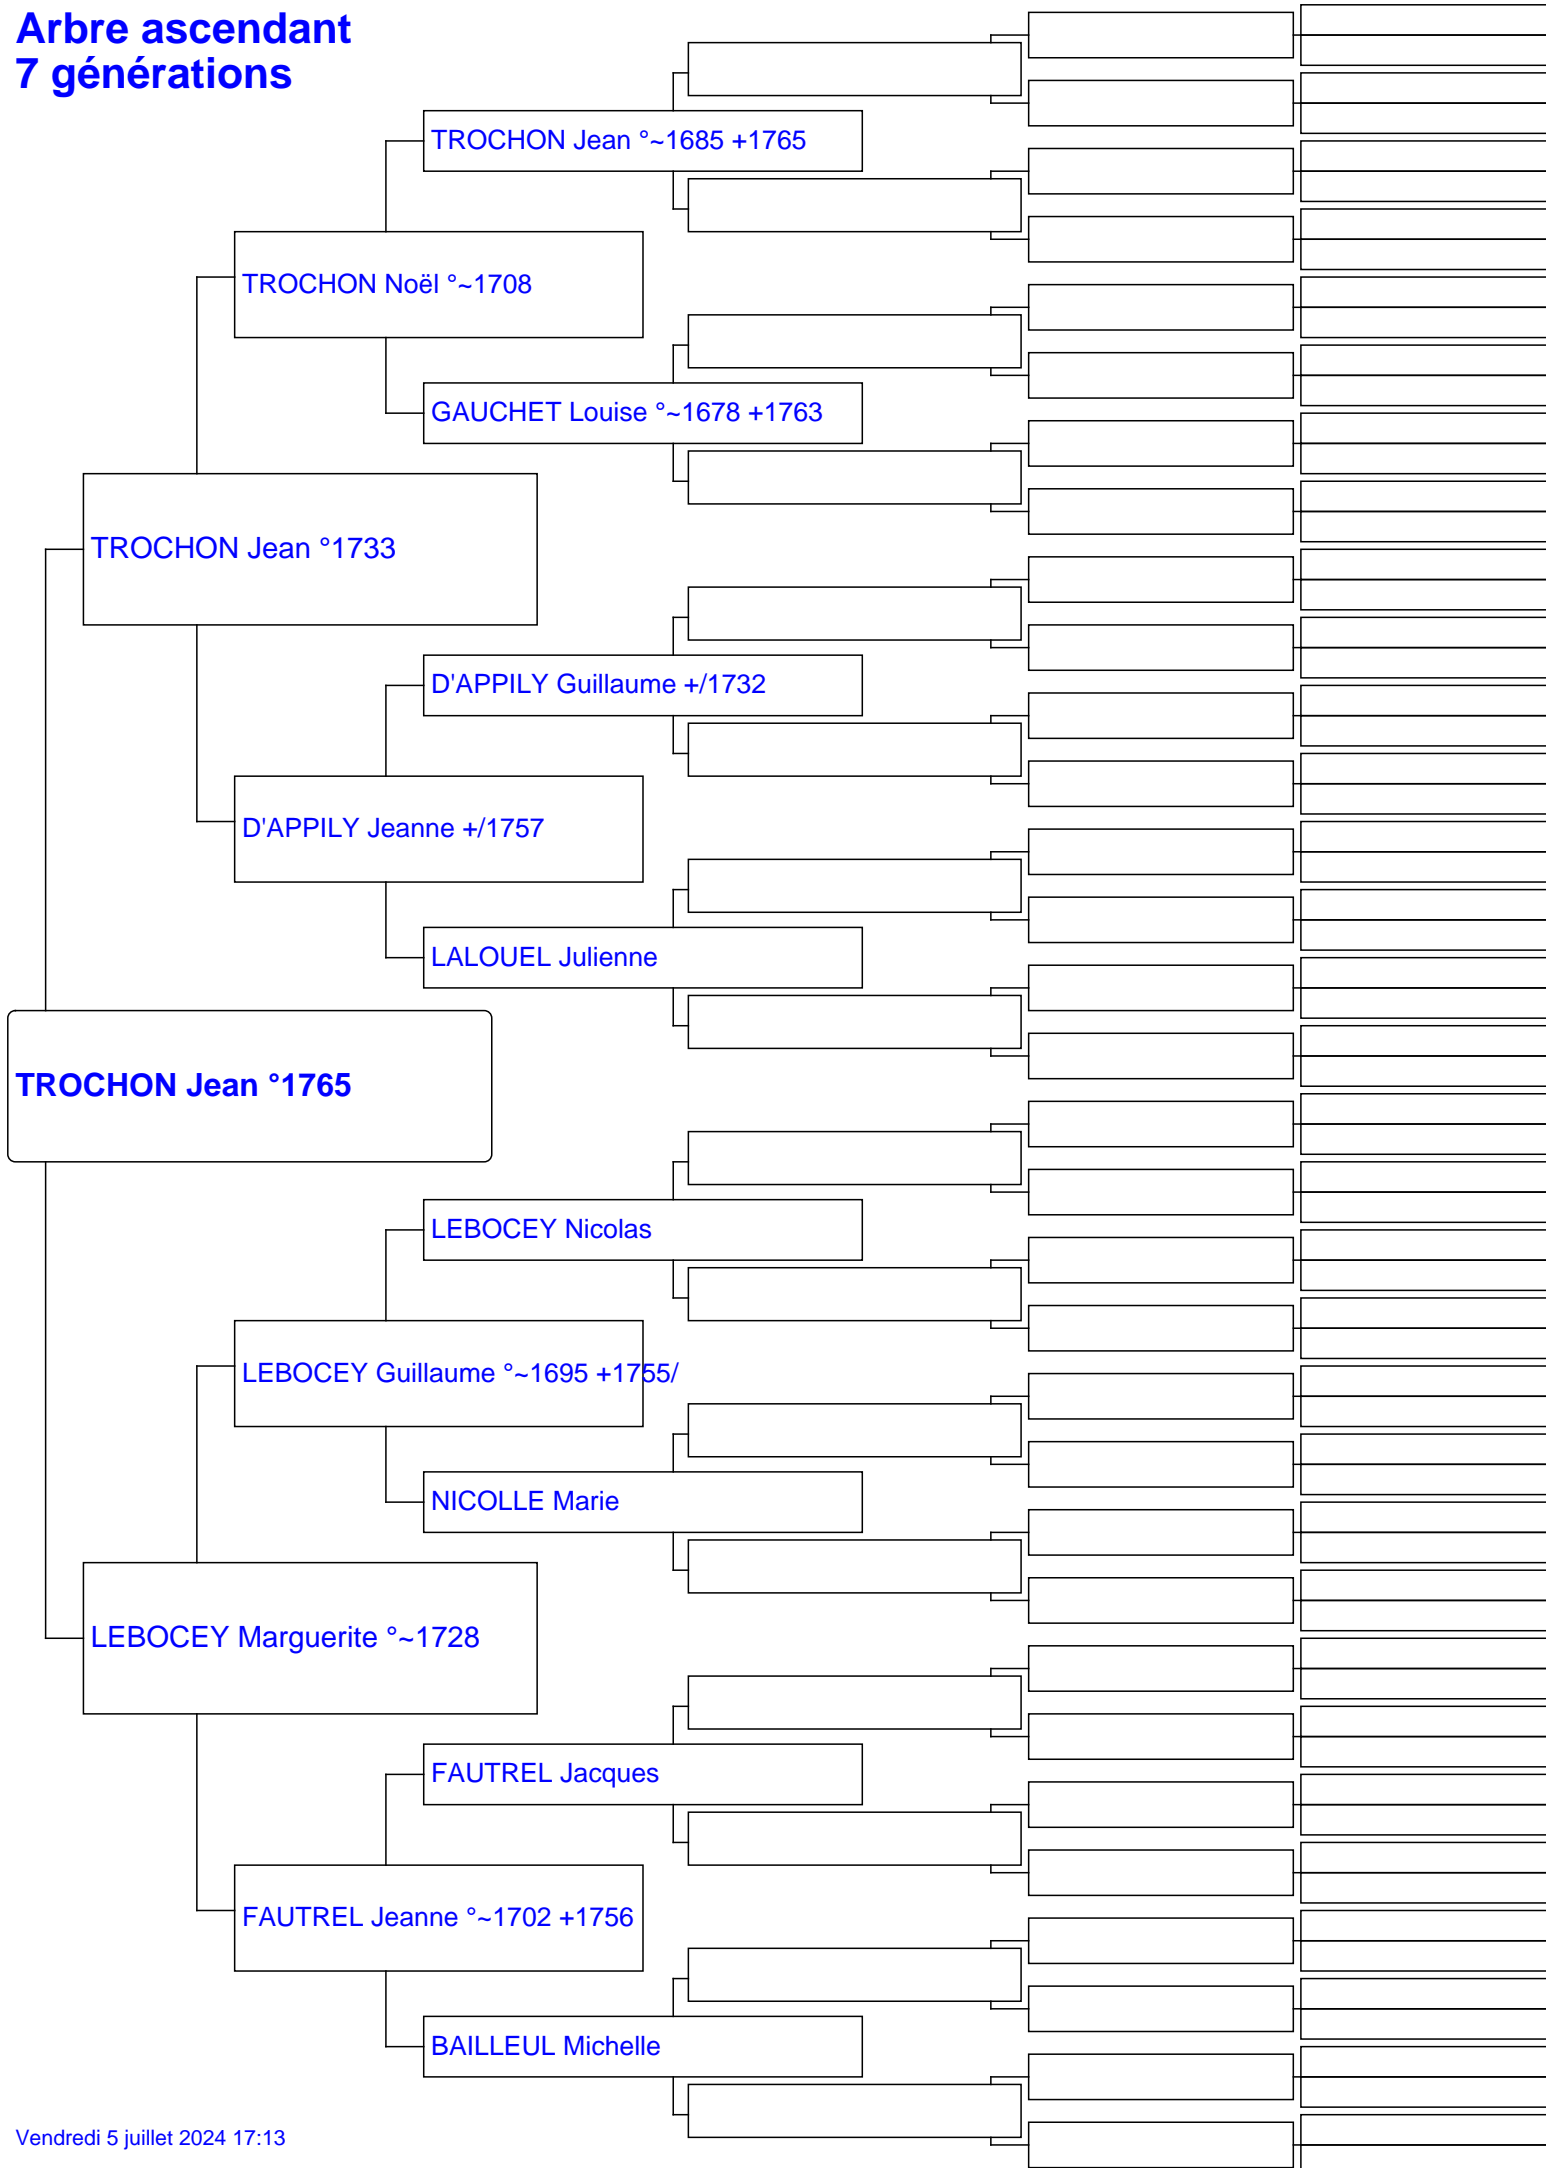 Arbre ascendant
7 générations
TROCHON Jean °~1685 +1765
TROCHON Noël °~1708
GAUCHET Louise °~1678 +1763
TROCHON Jean °1733
D'APPILY Guillaume +/1732
D'APPILY Jeanne +/1757
LALOUEL Julienne
TROCHON Jean °1765
LEBOCEY Nicolas
LEBOCEY Guillaume °~1695 +1755/
NICOLLE Marie
LEBOCEY Marguerite °~1728
FAUTREL Jacques
FAUTREL Jeanne °~1702 +1756
BAILLEUL Michelle
Vendredi 5 juillet 2024 17:13